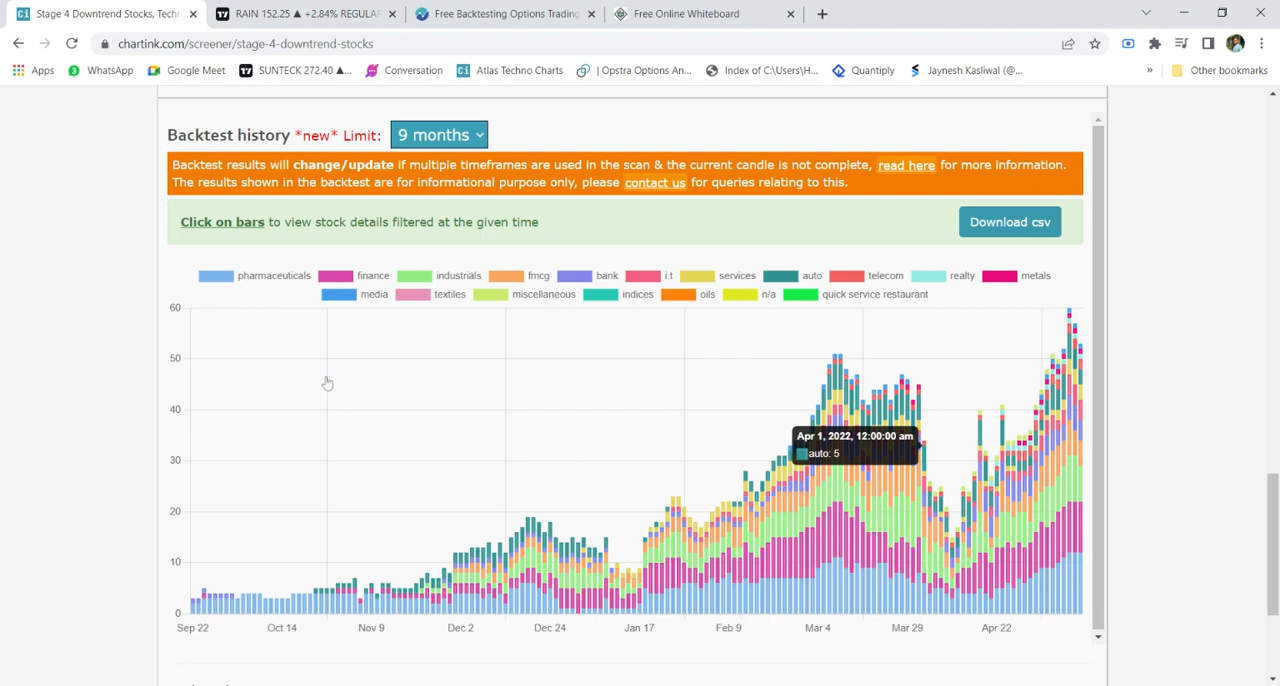 Stage 4 Downtrend Stocks, Techn
RAIN 152.25 ▲ +2.84% REGULAR
Free Backtesting Options Trading
Free Online Whiteboard
chartink.com/screener/stage-4-downtrend-stocks
Apps
WhatsApp
Google Meet
SUNTECK 272.40 ▲...
Conversation
Atlas Techno Charts
| Opstra Options An...
Index of C:\Users\H...
Quantiply
Jaynesh Kasliwal (@...
»
Other bookmarks
Backtest history *new* Limit: 9 months
Backtest results will change/update if multiple timeframes are used in the scan & the current candle is not complete, read here for more information.
The results shown in the backtest are for informational purpose only, please contact us for queries relating to this.
Click on bars to view stock details filtered at the given time
Download csv
pharmaceuticals finance industrials fmcg bank i.t services auto telecom realty metals
media textiles miscellaneous indices oils n/a quick service restaurant
60
50
40
30
20
10
0
Apr 1, 2022, 12:00:00 am
auto: 5
Sep 22 Oct 14 Nov 9 Dec 2 Dec 24 Jan 17 Feb 9 Mar 4 Mar 29 Apr 22